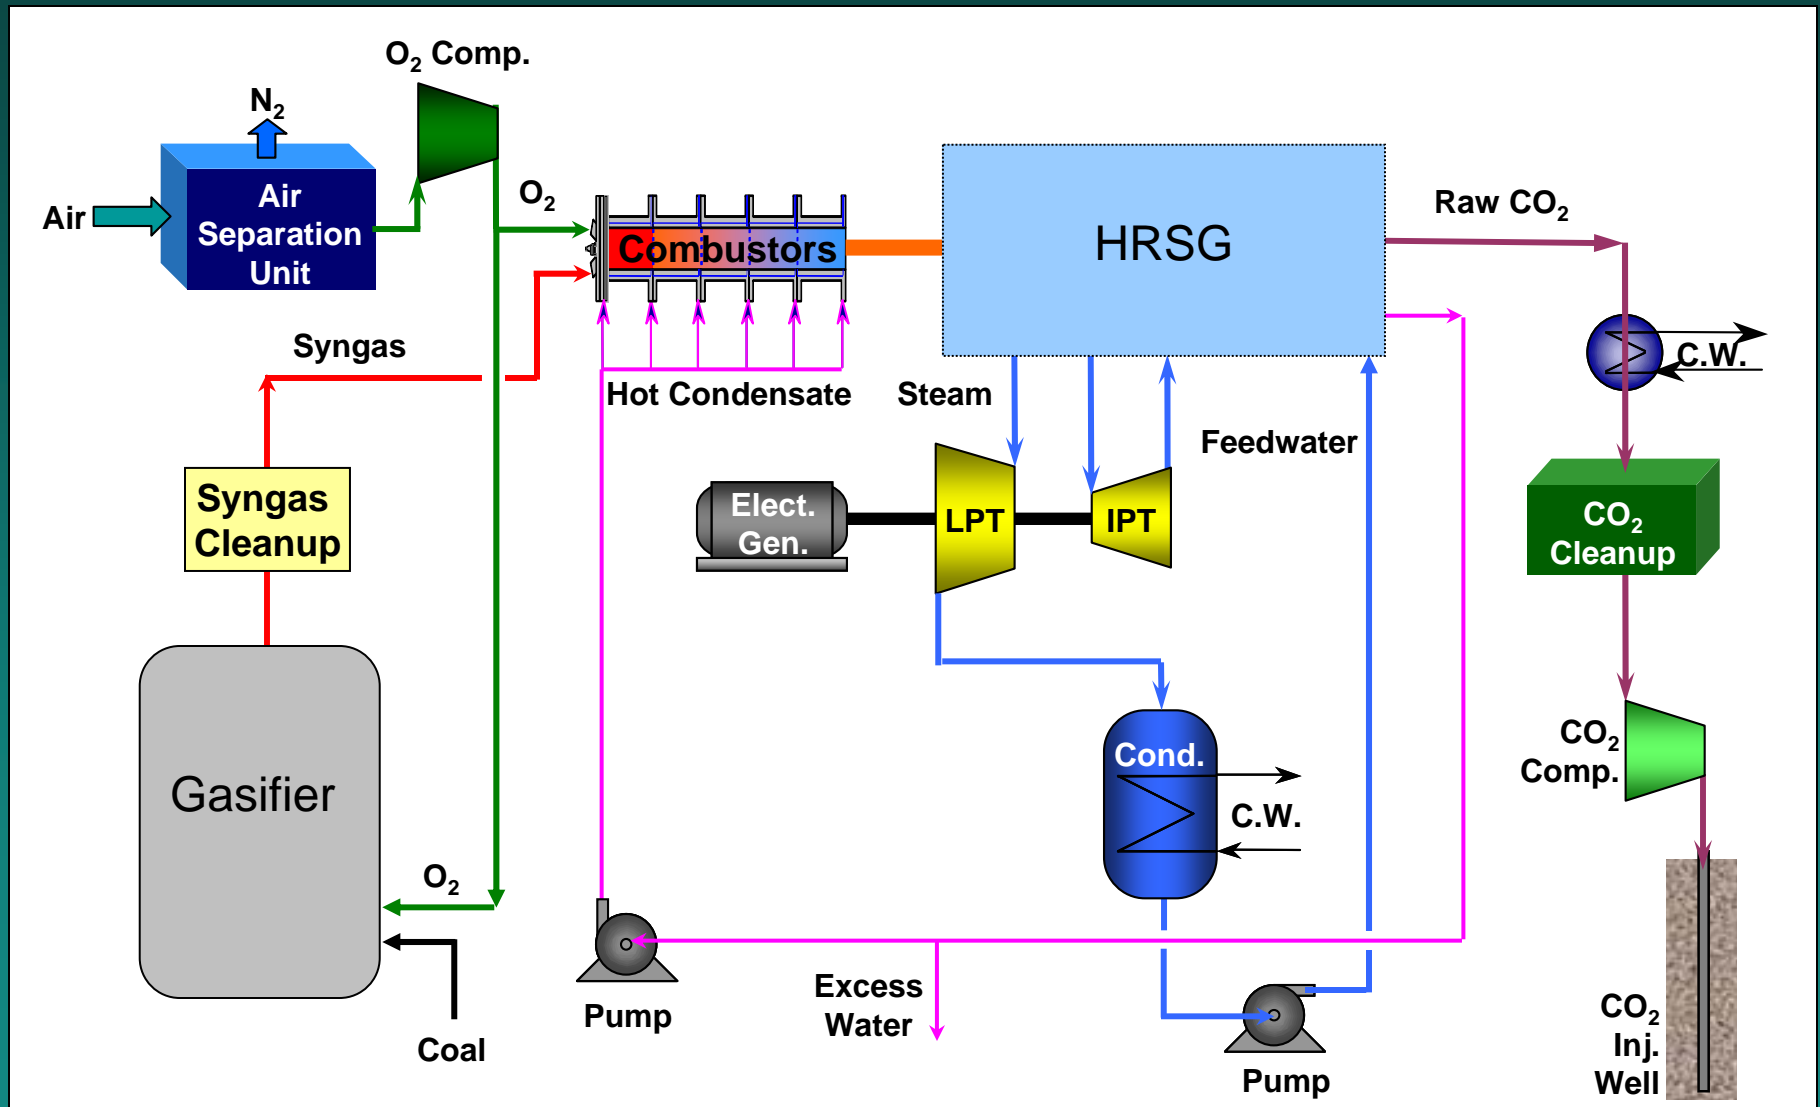 O₂ Comp.
N₂
Air
Air
Separation
Unit
O₂
Combustors
HRSG
Raw CO₂
Syngas
C.W.
Hot Condensate
Steam
Feedwater
Syngas
Cleanup
Elect.
Gen.
LPT
IPT
CO₂
Cleanup
Gasifier
Cond.
C.W.
CO₂
Comp.
O₂
Coal
Pump
Excess
Water
Pump
CO₂
Inj.
Well